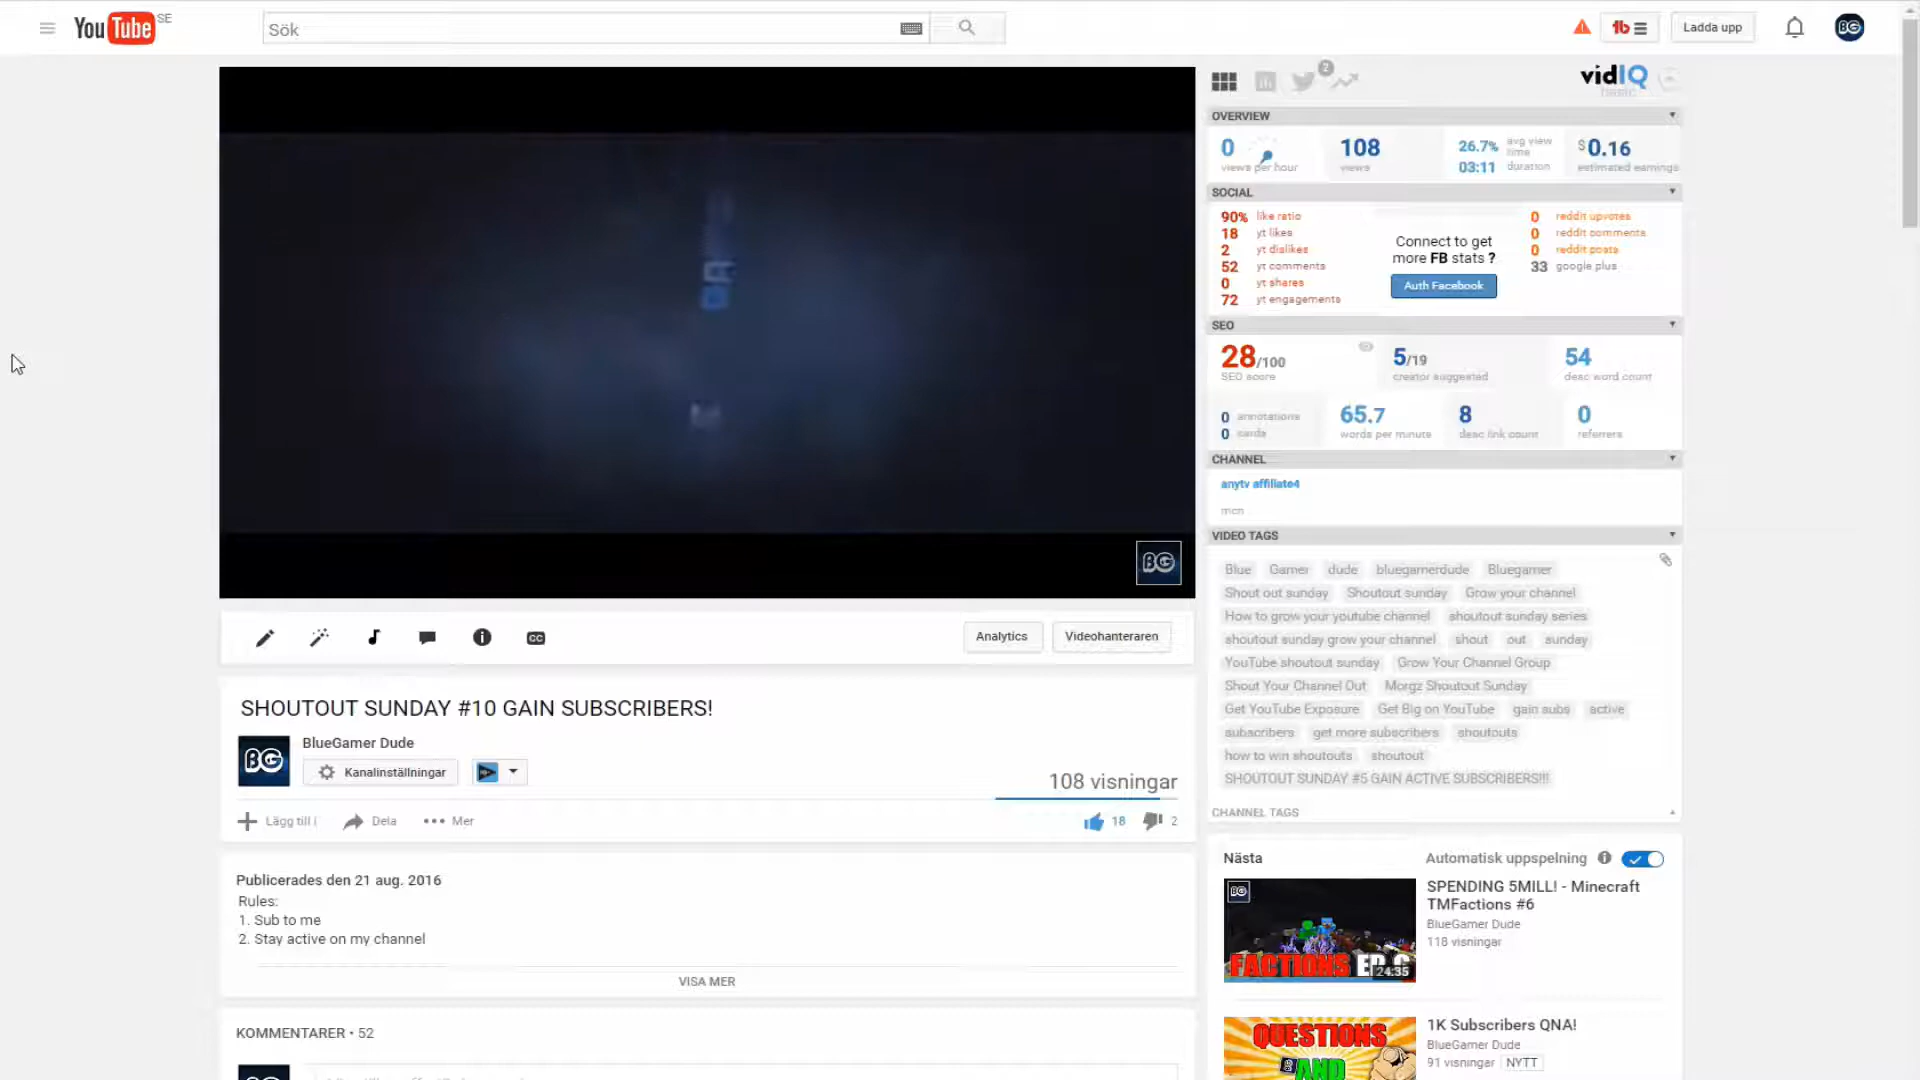 YouTube SE
Sök
Ladda upp
BG
2
vidIQ
basic
OVERVIEW
0 views per hour
108 views
26.7% avg view time
03:11 duration
$0.16 estimated earnings
SOCIAL
90% like ratio
18 yt likes
2 yt dislikes
52 yt comments
0 yt shares
72 yt engagements
Connect to get
more FB stats ?
Auth Facebook
0 reddit upvotes
0 reddit comments
0 reddit posts
33 google plus
SEO
28/100 SEO score
5/19 creator suggested
54 desc word count
0 annotations
0 cards
65.7 words per minute
8 desc link count
0 referrers
CHANNEL
anytv affiliate4
mcn
VIDEO TAGS
Blue Gamer dude bluegamerdude Bluegamer
Shout out sunday Shoutout sunday Grow your channel
How to grow your youtube channel shoutout sunday series
shoutout sunday grow your channel shout out sunday
YouTube shoutout sunday Grow Your Channel Group
Shout Your Channel Out Morgz Shoutout Sunday
Get YouTube Exposure Get Big on YouTube gain subs active
subscribers get more subscribers shoutouts
how to win shoutouts shoutout
SHOUTOUT SUNDAY #5 GAIN ACTIVE SUBSCRIBERS!!!
CHANNEL TAGS
BG
CC
Analytics
Videohanteraren
SHOUTOUT SUNDAY #10 GAIN SUBSCRIBERS!
BG
BlueGamer Dude
Kanalinställningar
108 visningar
Lägg till i
Dela
Mer
18
2
Publicerades den 21 aug. 2016
Rules:
1. Sub to me
2. Stay active on my channel
VISA MER
KOMMENTARER • 52
Nästa
Automatisk uppspelning
BG
FACTIONS EP 6
24:35
SPENDING 5MILL! - Minecraft
TMFactions #6
BlueGamer Dude
118 visningar
QUESTIONS
AND
1K Subscribers QNA!
BlueGamer Dude
91 visningar NYTT